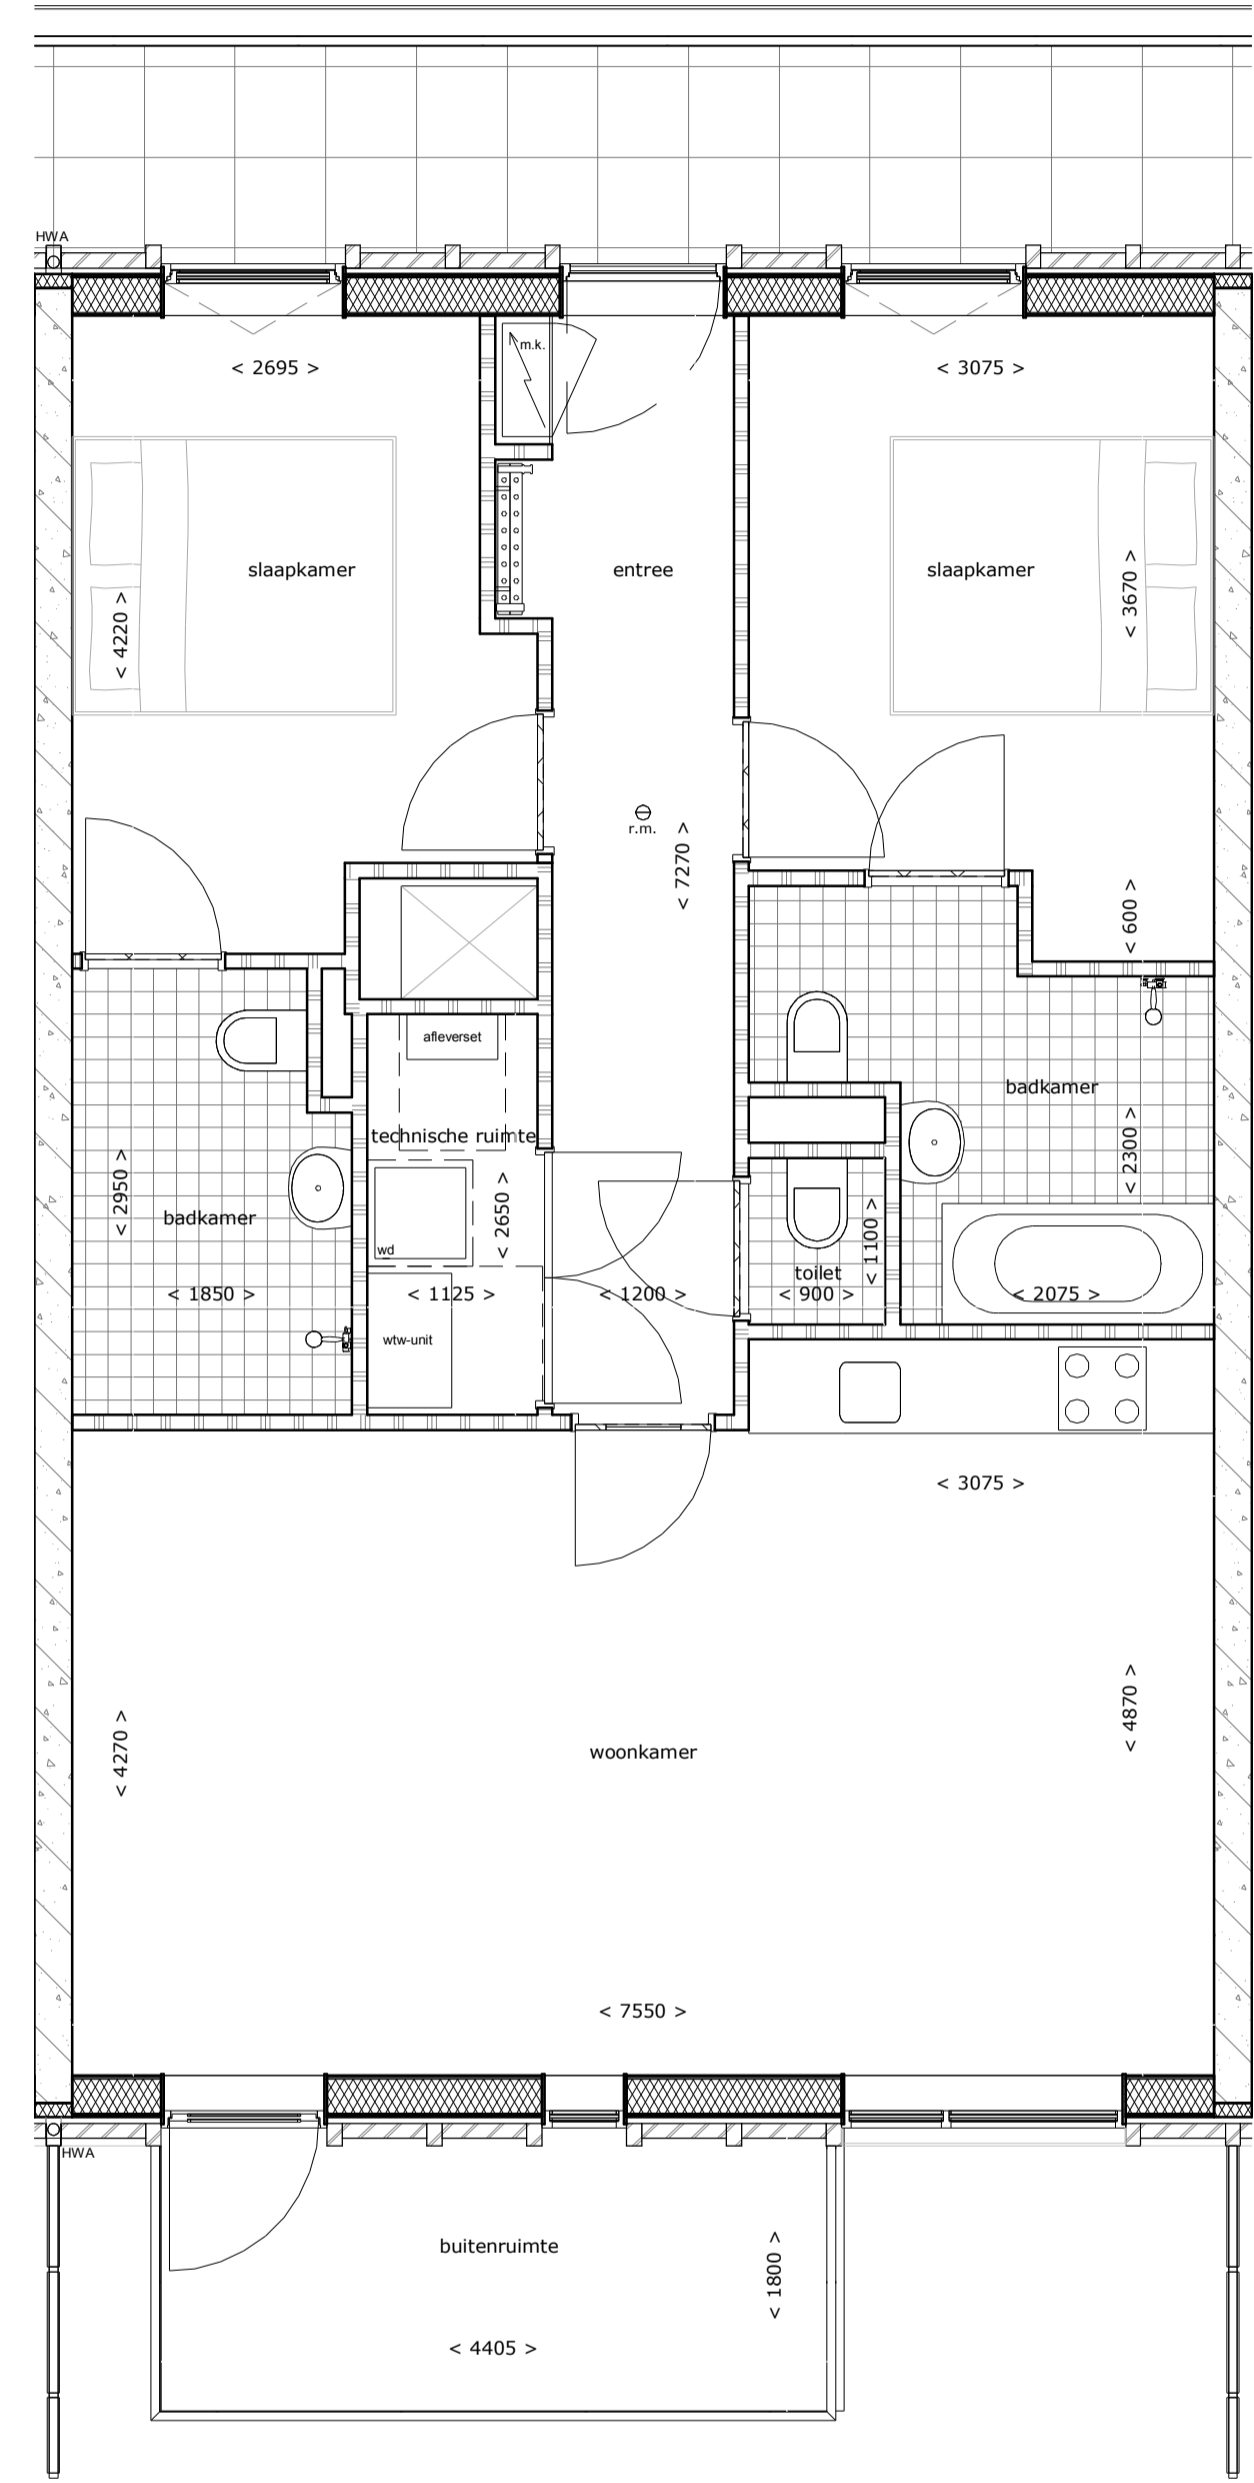 HWA
m.k.
< 2695 >
< 3075 >
slaapkamer
entree
slaapkamer
< 4220 >
< 3670 >
r.m.
< 7270 >
< 600 >
afleverset
badkamer
technische ruimte
< 2950 >
< 2650 >
< 2300 >
badkamer
wd
< 1100 >
toilet
< 1850 >
< 1125 >
< 1200 >
< 900 >
< 2075 >
wtw-unit
< 3075 >
< 4270 >
woonkamer
< 4870 >
< 7550 >
HWA
buitenruimte
< 1800 >
< 4405 >